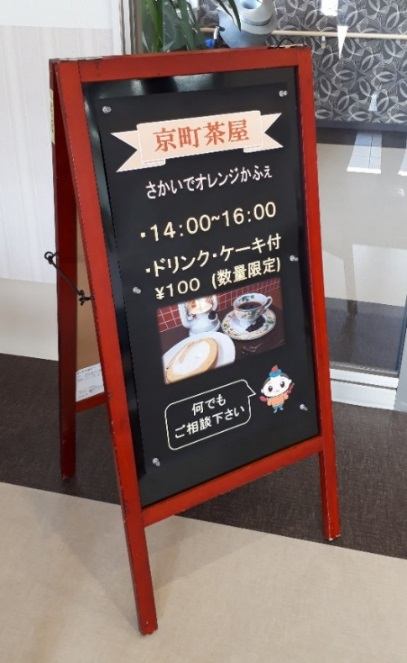 京町茶屋
さかいでオレンジかふぇ
・14:00~16:00
・ドリンク・ケーキ付
¥100 (数量限定)
何でも
ご相談下さい